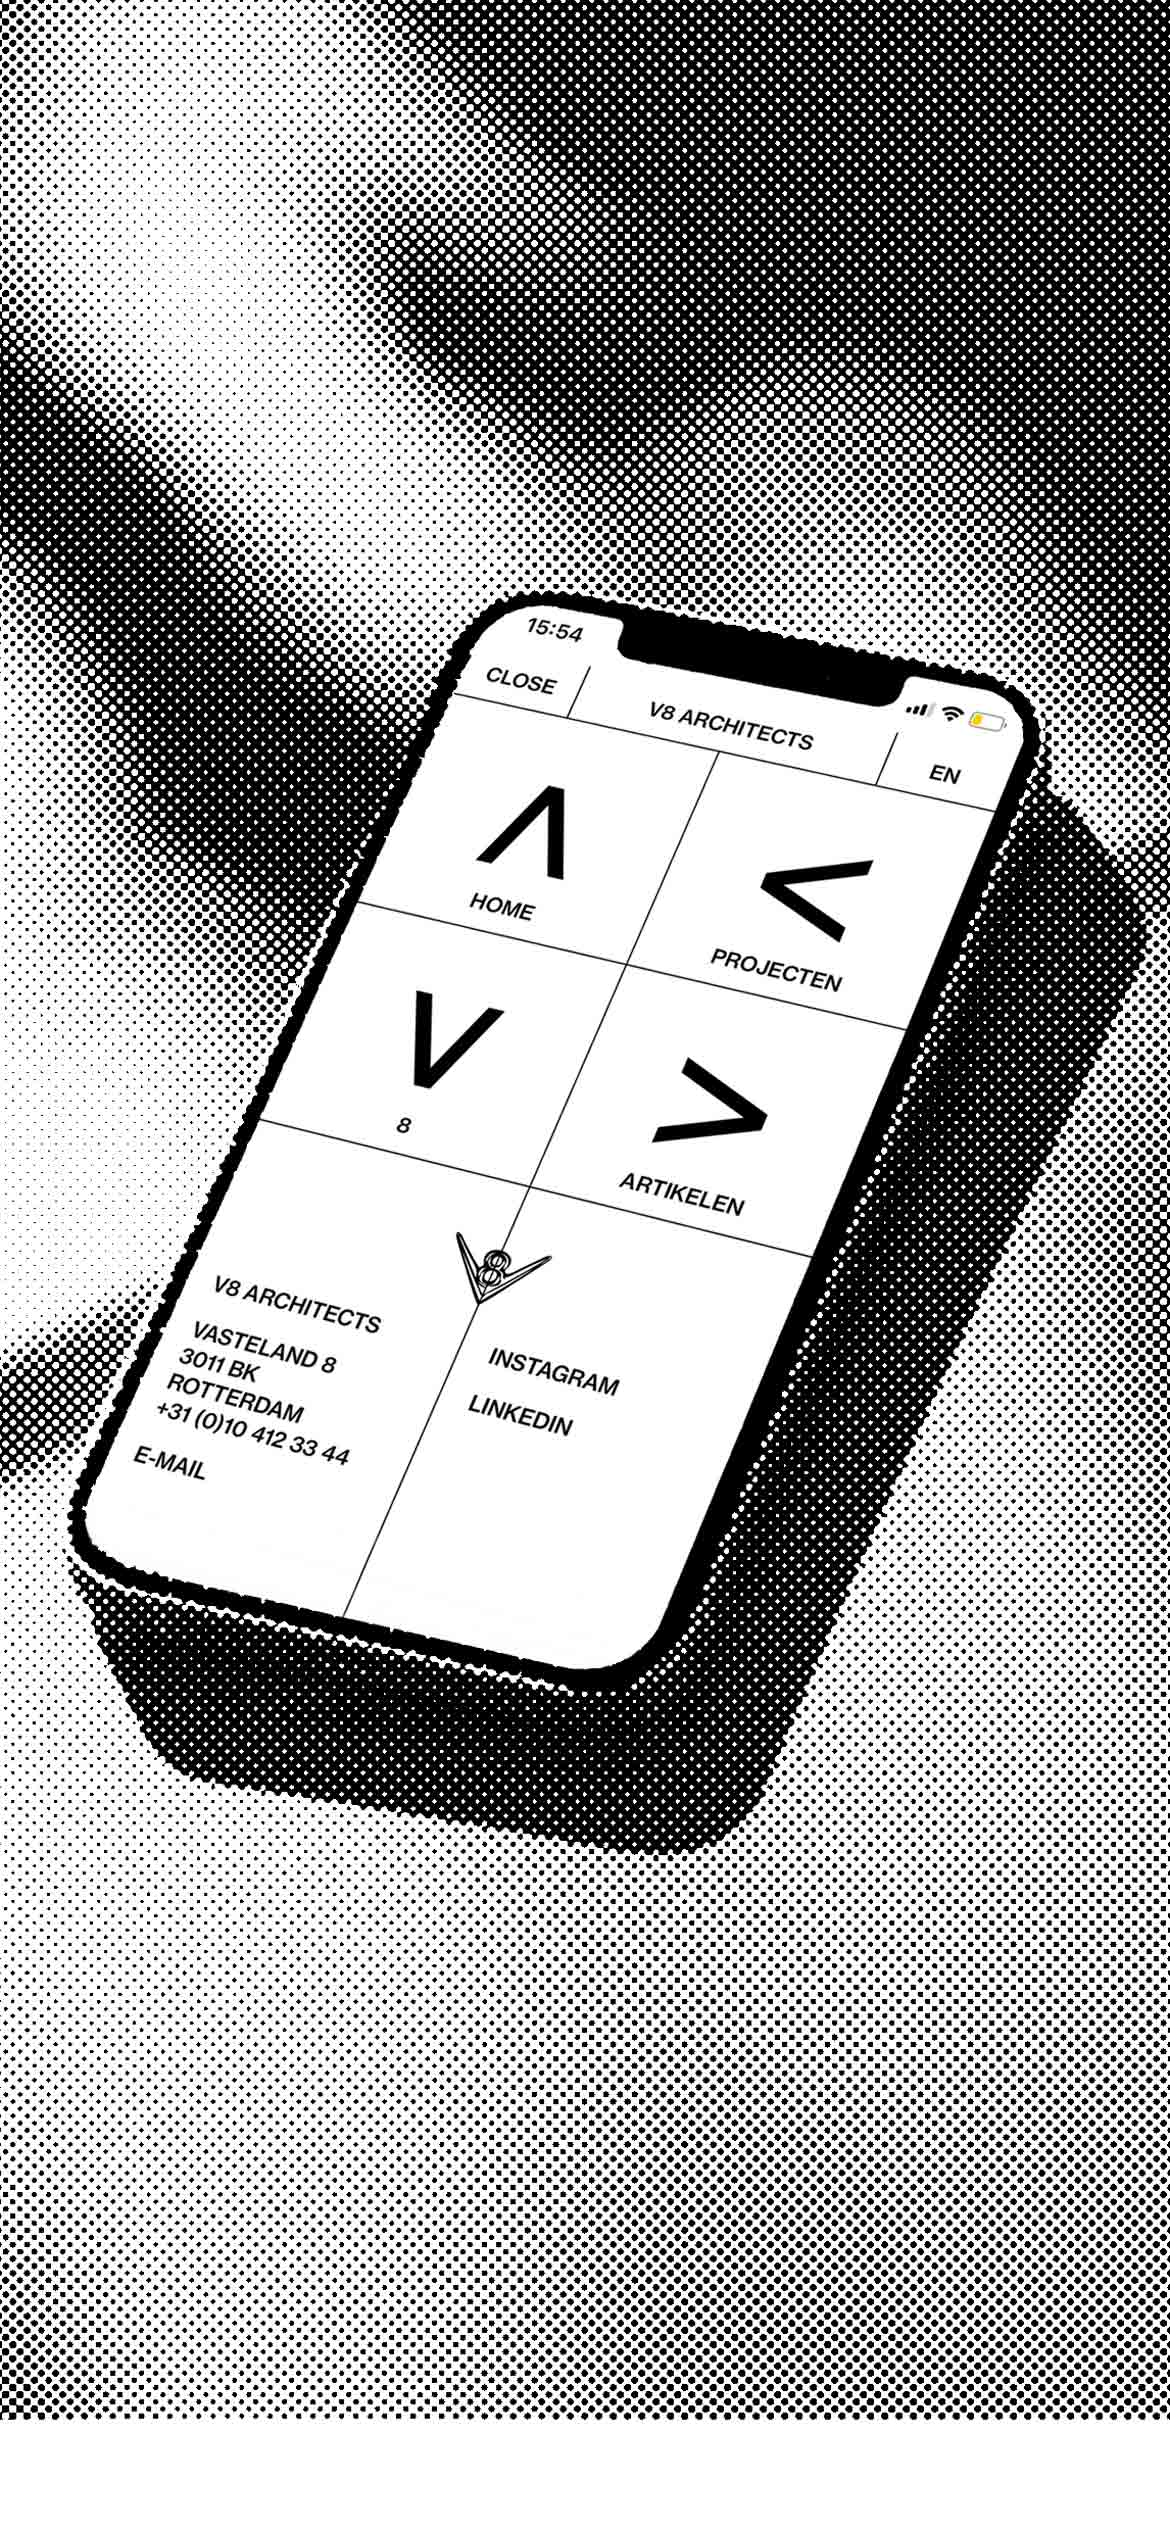 15:54
CLOSE
V8 ARCHITECTS
EN
HOME
PROJECTEN
8
ARTIKELEN
8
V8 ARCHITECTS
VASTELAND 8
3011 BK
ROTTERDAM
+31 (0)10 412 33 44
E-MAIL
INSTAGRAM
LINKEDIN